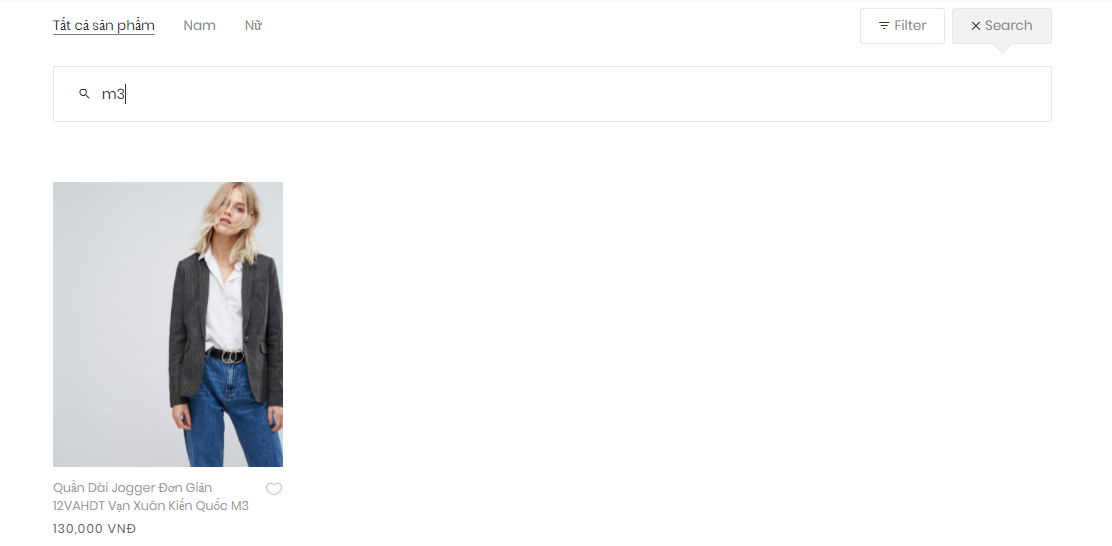 Tất cả sản phẩm Nam Nữ Filter Search
m3
Quần Dài Jogger Đơn Giản
12VAHDT Vạn Xuân Kiến Quốc M3
130,000 VNĐ